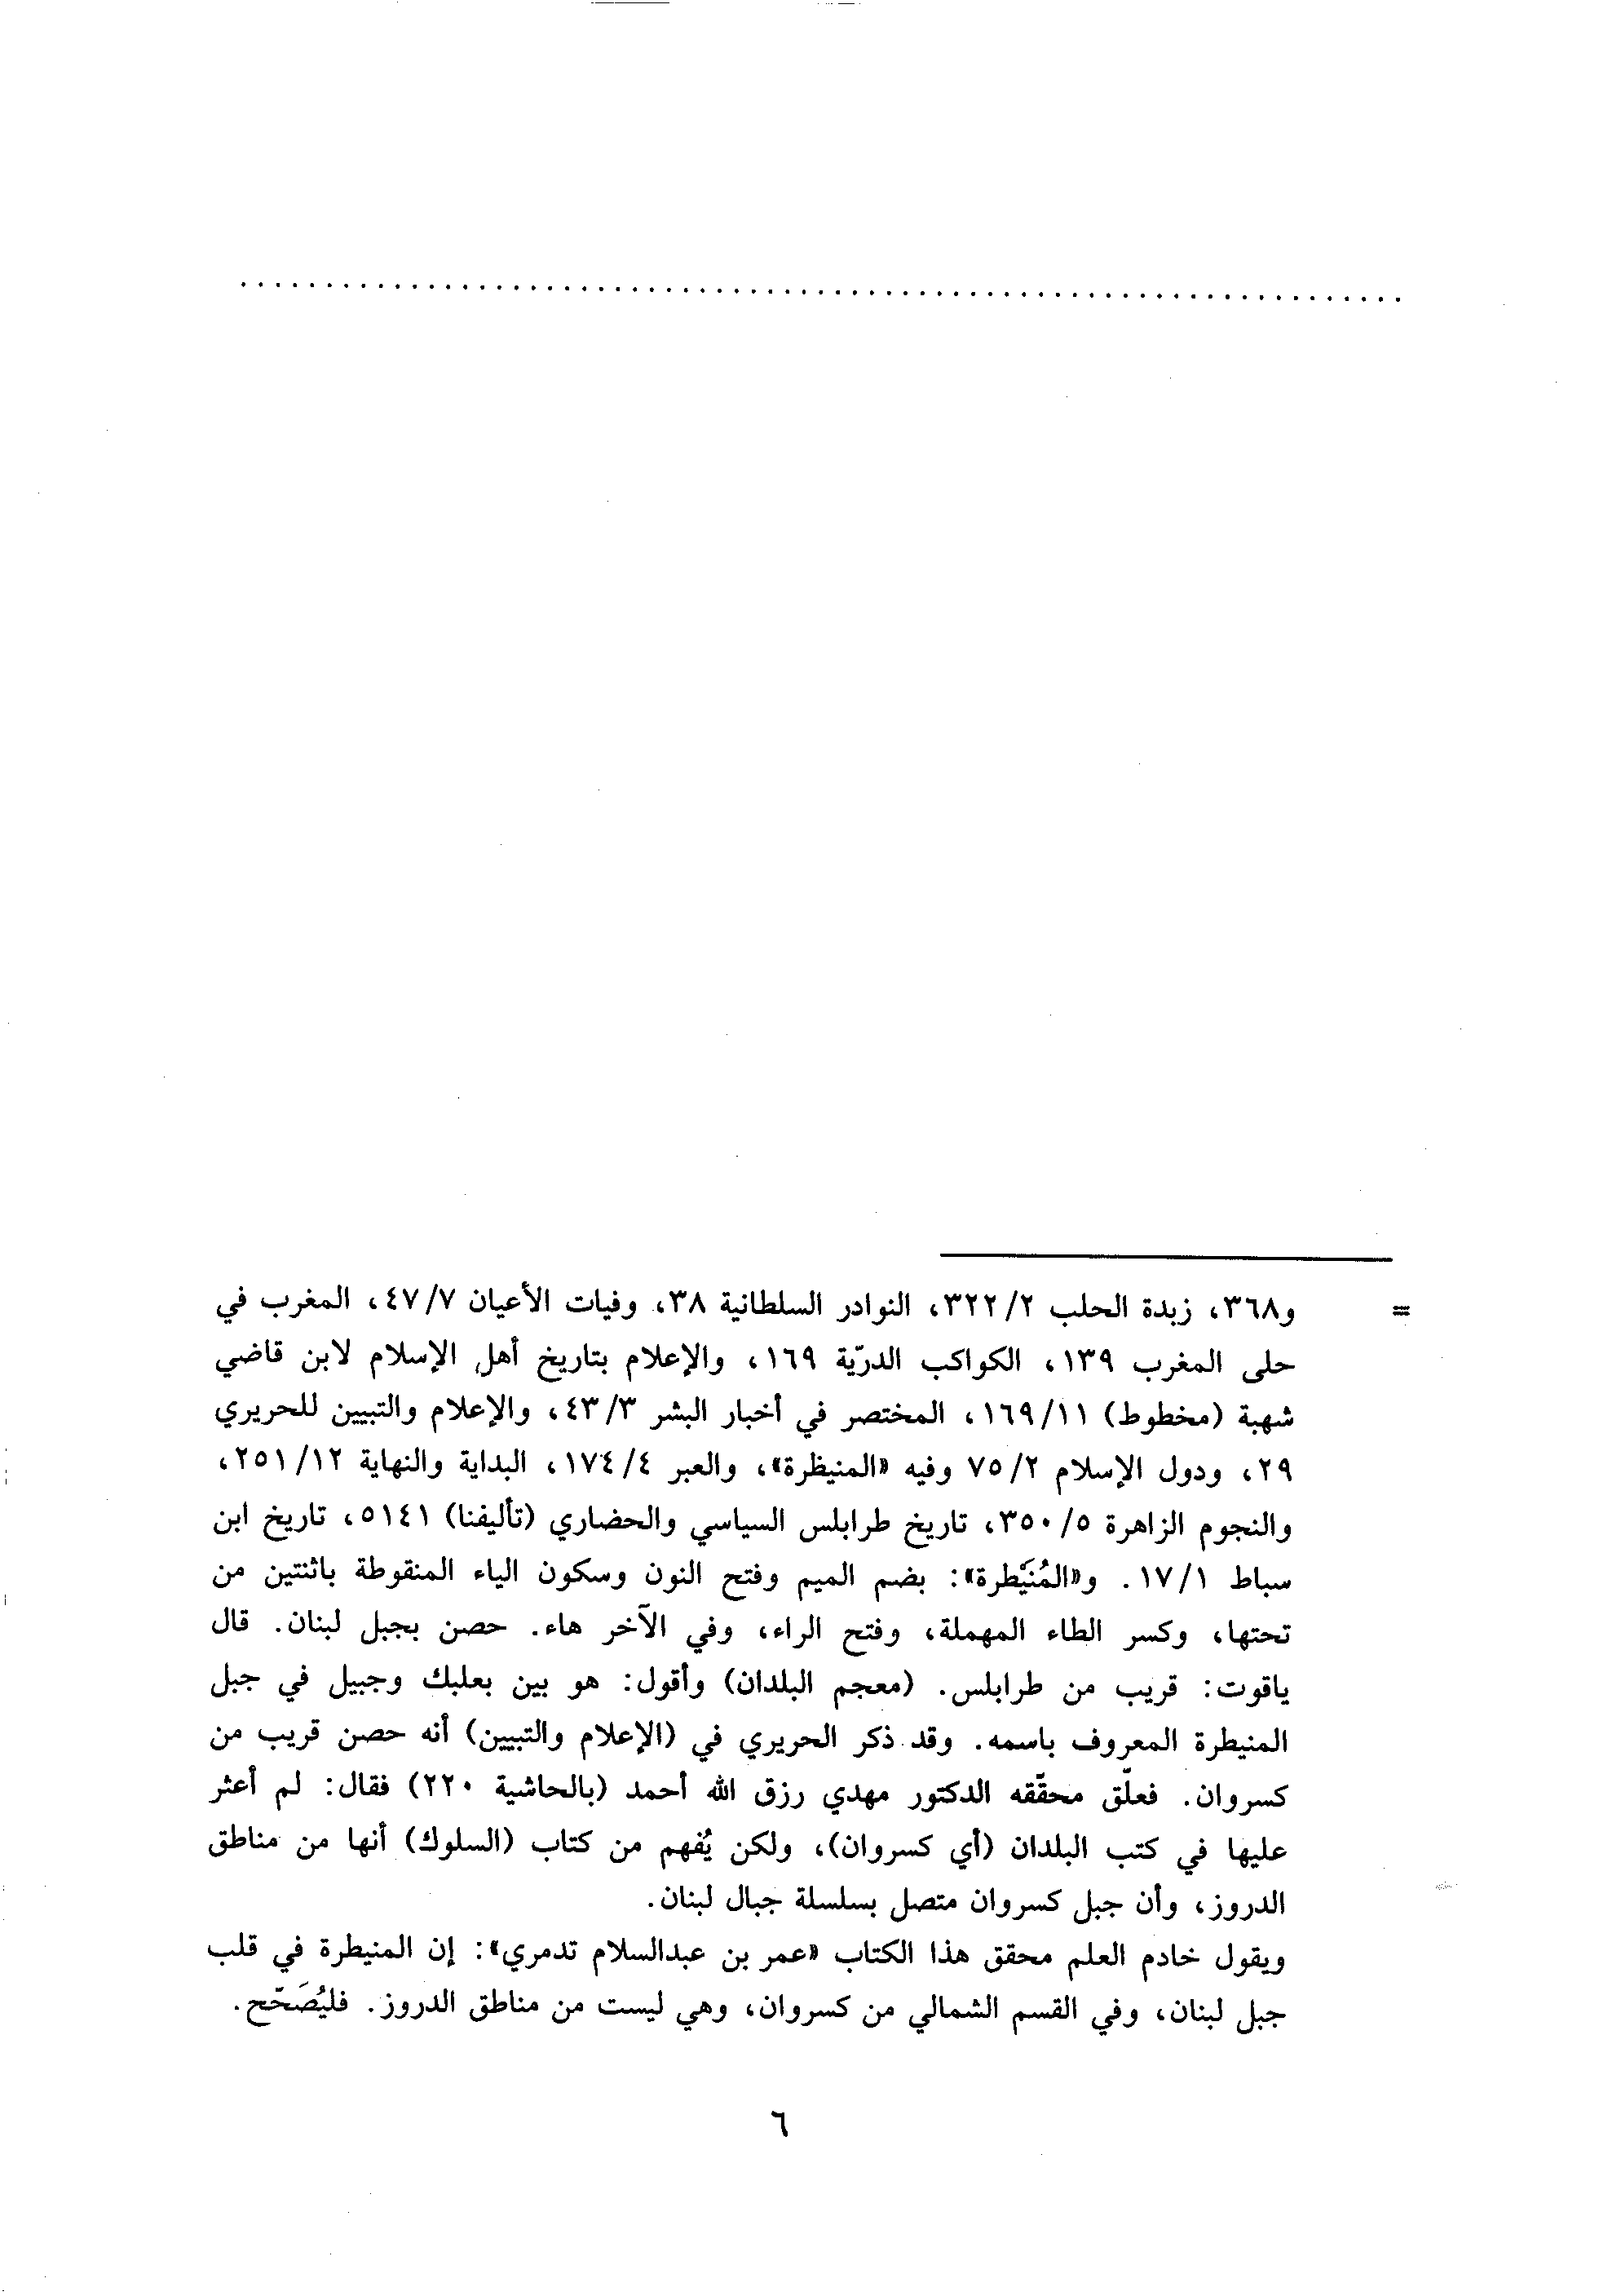 . . . . . . . . . . . . . . . . . . . . . . . . . . . . . . . . . . . . . . . . . . . . . . . . . . . . . . . . . . . . . . . . . . . . . .
= و٣٦٨، زبدة الحلب ٣٢٢/٢، النوادر السلطانية ٣٨، وفيات الأعيان ٤٧/٧، المغرب في
حلى المغرب ١٣٩، الكواكب الدرّية ١٦٩، والإعلام بتاريخ أهل الإسلام لابن قاضي
شهبة (مخطوط) ١٦٩/١١، المختصر في أخبار البشر ٤٣/٣، والإعلام والتبيين للحريري
٢٩، ودول الإسلام ٧٥/٢ وفيه «المنيظرة»، والعبر ١٧٤/٤، البداية والنهاية ٢٥١/١٢،
والنجوم الزاهرة ٣٥٠/٥، تاريخ طرابلس السياسي والحضاري (تأليفنا) ٥١٤١، تاريخ ابن
سباط ١٧/١. و«المُنَيْطرة»: بضم الميم وفتح النون وسكون الياء المنقوطة باثنتين من
تحتها، وكسر الطاء المهملة، وفتح الراء، وفي الآخر هاء. حصن بجبل لبنان. قال
ياقوت: قريب من طرابلس. (معجم البلدان) وأقول: هو بين بعلبك وجبيل في جبل
المنيطرة المعروف باسمه. وقد ذكر الحريري في (الإعلام والتبيين) أنه حصن قريب من
كسروان. فعلّق محقّقه الدكتور مهدي رزق الله أحمد (بالحاشية ٢٢٠) فقال: لم أعثر
عليها في كتب البلدان (أي كسروان)، ولكن يُفهم من كتاب (السلوك) أنها من مناطق
الدروز، وأن جبل كسروان متصل بسلسلة جبال لبنان.
ويقول خادم العلم محقق هذا الكتاب «عمر بن عبدالسلام تدمري»: إن المنيطرة في قلب
جبل لبنان، وفي القسم الشمالي من كسروان، وهي ليست من مناطق الدروز. فليُصَحّح.
٦